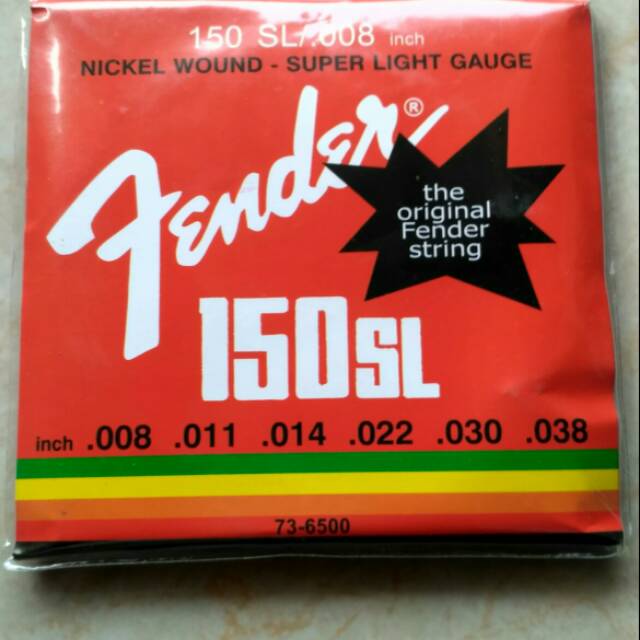 150 SL/.008 inch
NICKEL WOUND - SUPER LIGHT GAUGE
Fender®
the
original
Fender
string
150SL
inch .008 .011 .014 .022 .030 .038
73-6500